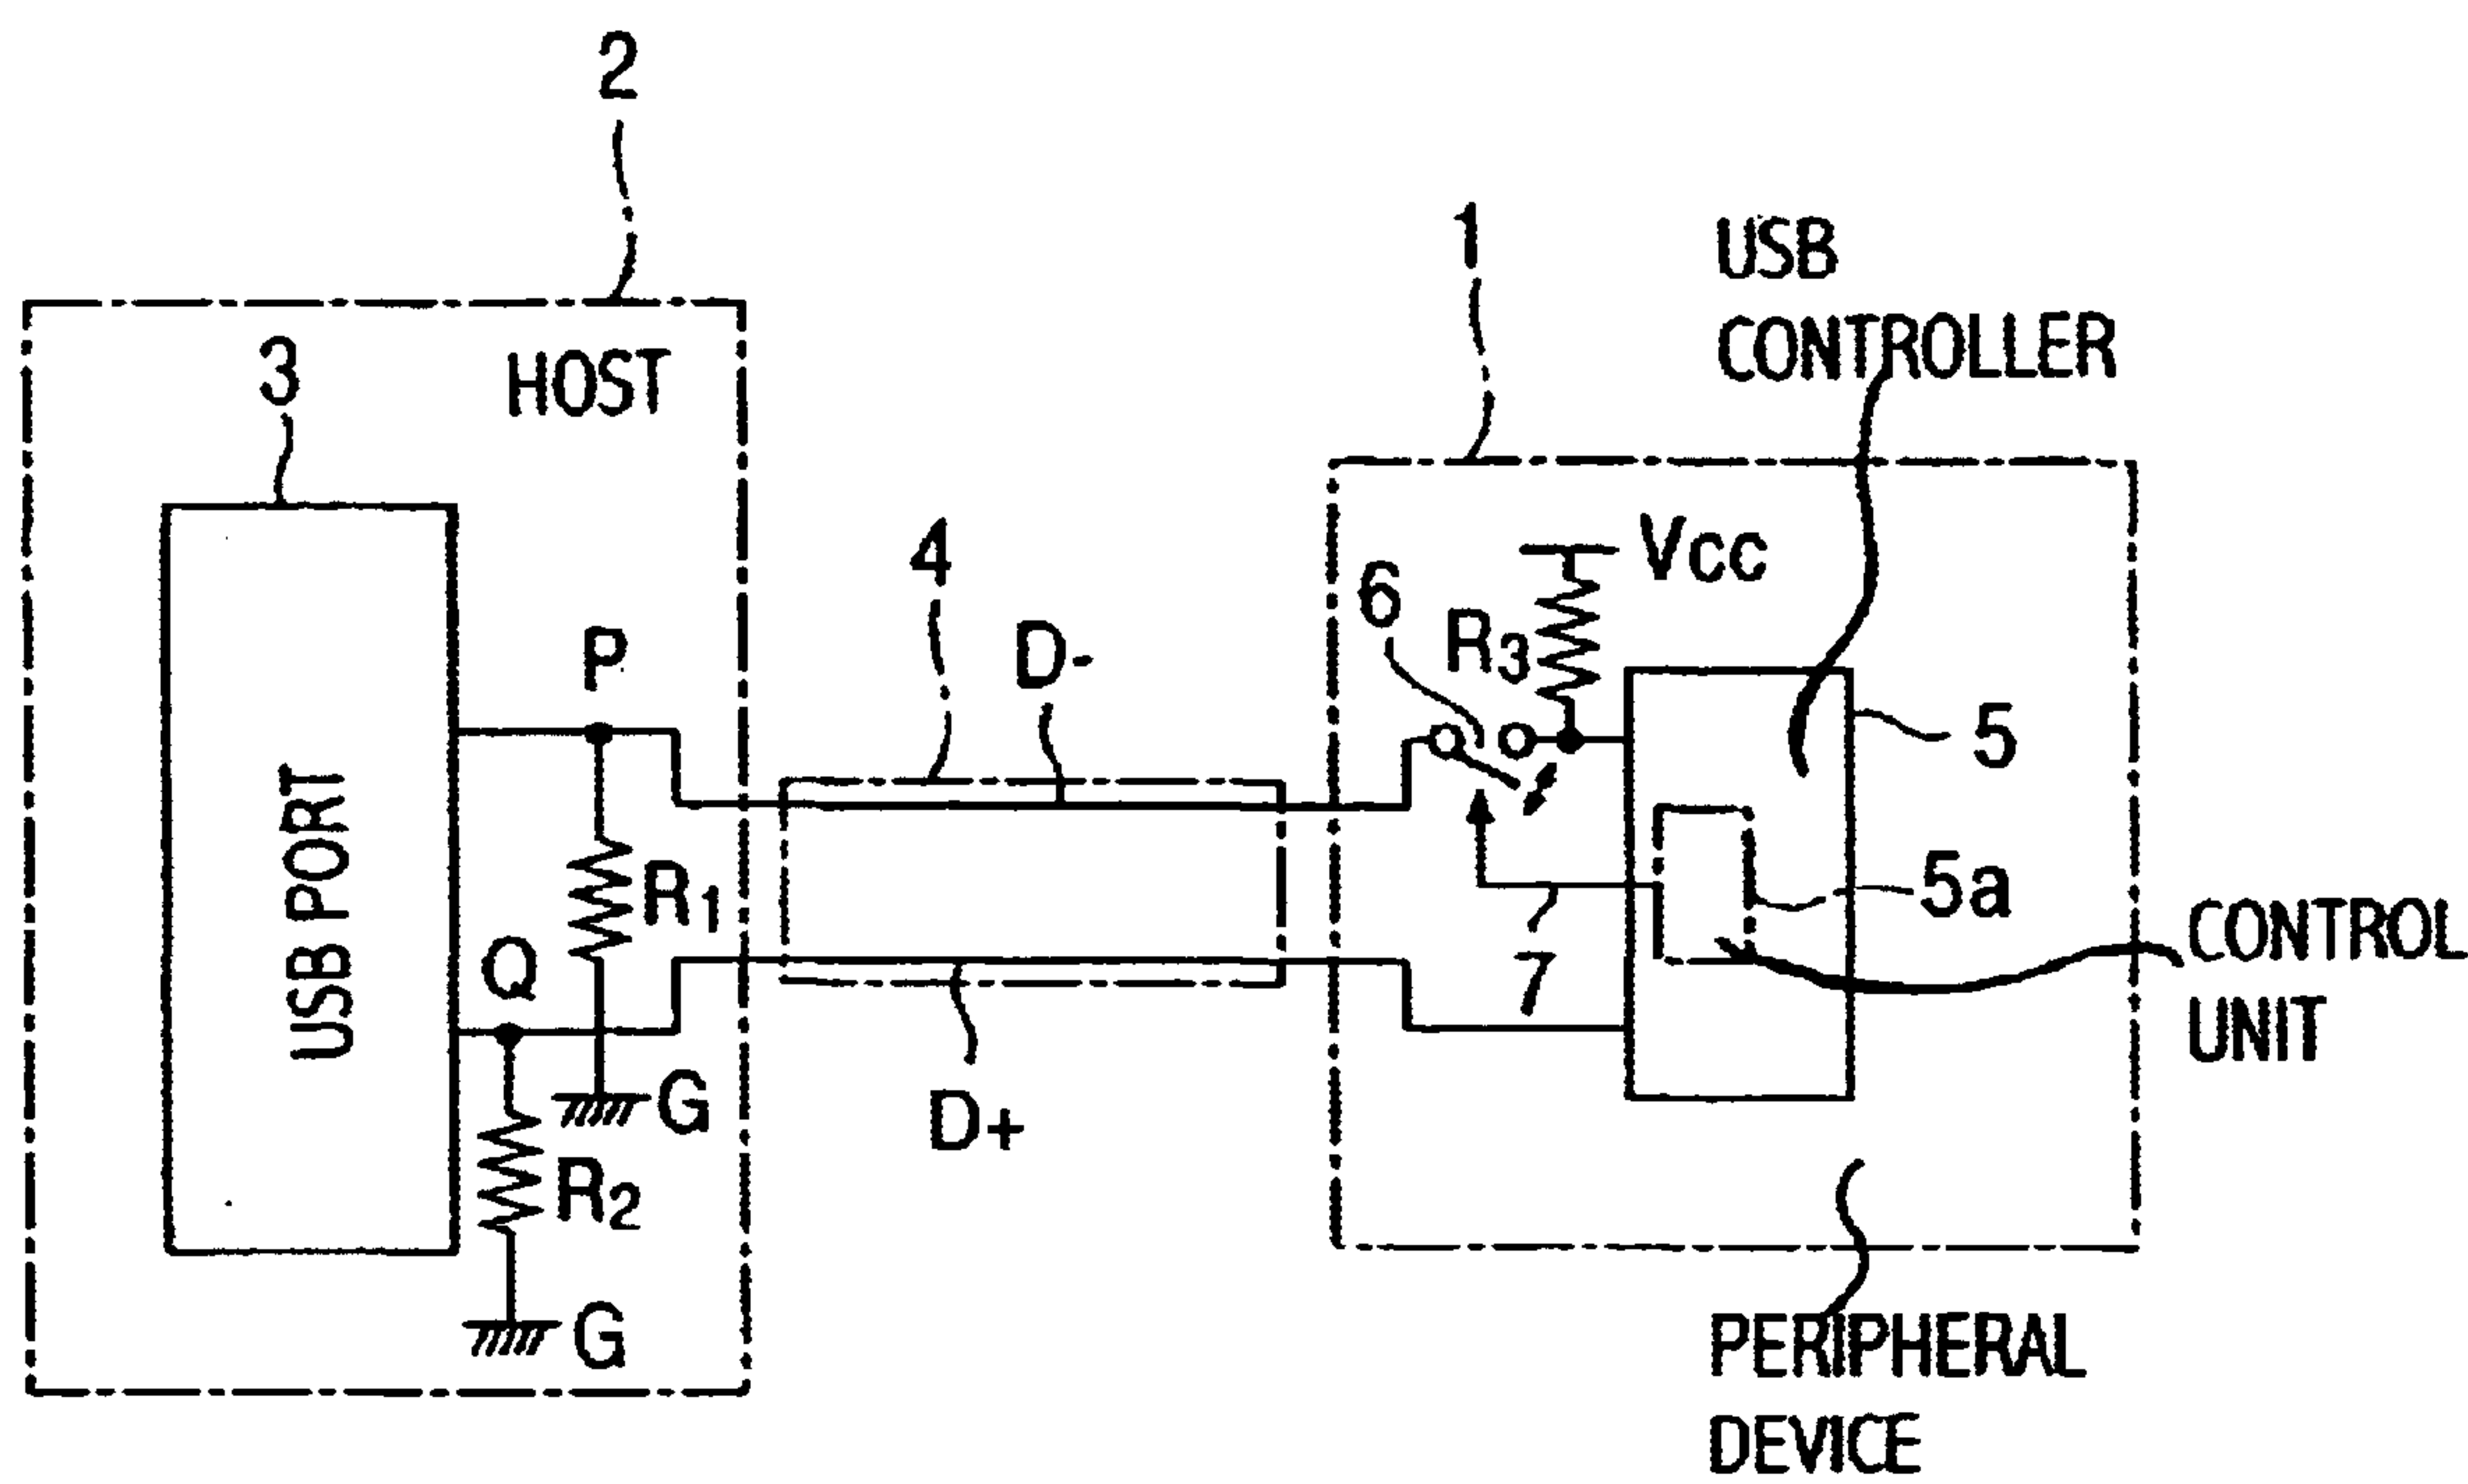 2
1
USB
CONTROLLER
3
HOST
4
Vcc
6
R3
P
D-
5
USB PORT
R1
5a
CONTROL
UNIT
Q
7
G
D+
R2
G
PERIPHERAL
DEVICE